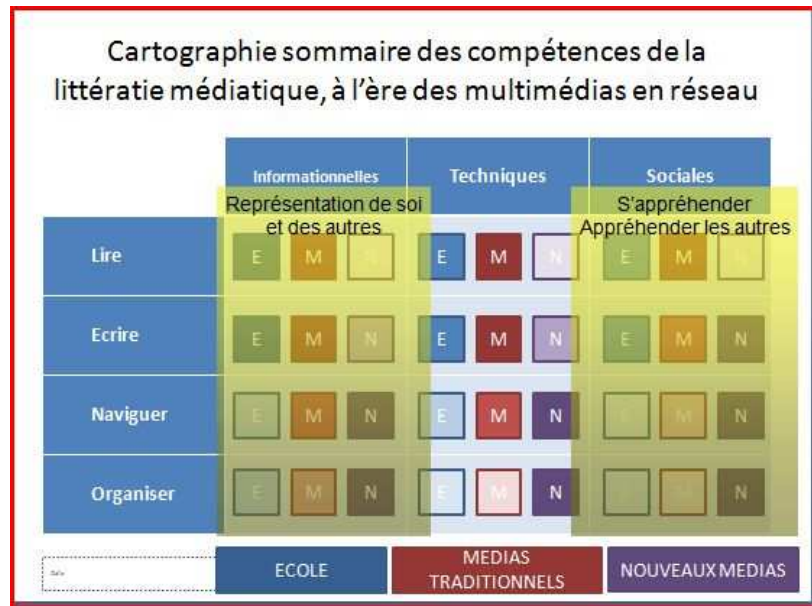 Cartographie sommaire des compétences de la
littératie médiatique, à l'ère des multimédias en réseau
Informationnelles Techniques Sociales
Représentation de soi
et des autres
S'appréhender
Appréhender les autres
Lire E M N E M N E M N
Ecrire E M N E M N E M N
Naviguer E M N E M N E M N
Organiser E M N E M N E M N
ECOLE
MEDIAS
TRADITIONNELS
NOUVEAUX MEDIAS